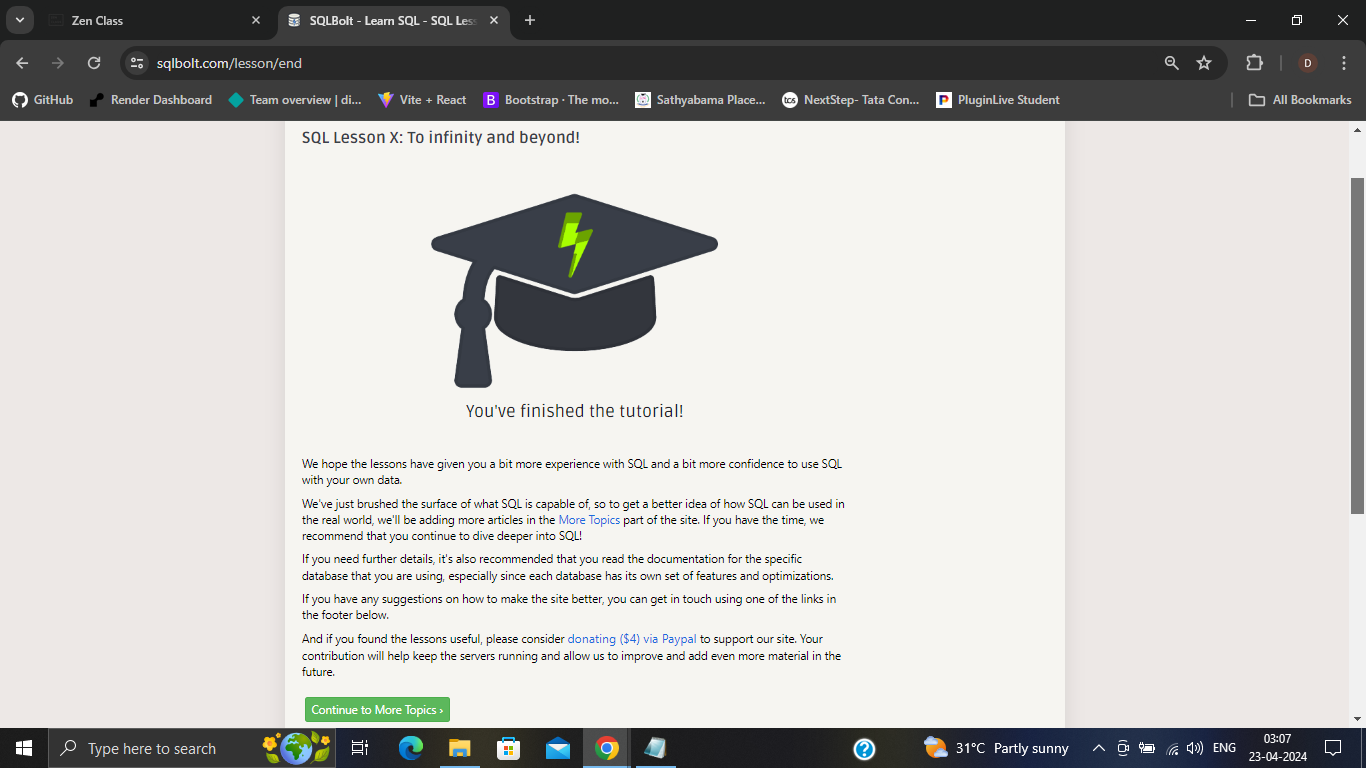 Zen Class
SQLBolt - Learn SQL - SQL Les
sqlbolt.com/lesson/end
D
GitHub
Render Dashboard
Team overview | di...
Vite + React
B
Bootstrap · The mo...
Sathyabama Place...
tcs
NextStep- Tata Con...
PluginLive Student
All Bookmarks
SQL Lesson X: To infinity and beyond!
You've finished the tutorial!
We hope the lessons have given you a bit more experience with SQL and a bit more confidence to use SQL
with your own data.
We've just brushed the surface of what SQL is capable of, so to get a better idea of how SQL can be used in
the real world, we'll be adding more articles in the More Topics part of the site. If you have the time, we
recommend that you continue to dive deeper into SQL!
If you need further details, it's also recommended that you read the documentation for the specific
database that you are using, especially since each database has its own set of features and optimizations.
If you have any suggestions on how to make the site better, you can get in touch using one of the links in
the footer below.
And if you found the lessons useful, please consider donating ($4) via Paypal to support our site. Your
contribution will help keep the servers running and allow us to improve and add even more material in the
future.
Continue to More Topics ›
Type here to search
31°C Partly sunny
ENG
03:07
23-04-2024